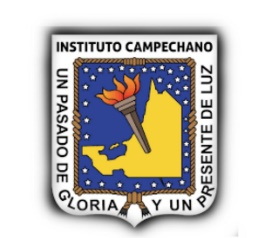 INSTITUTO CAMPECHANO
UN PASADO DE
GLORIA Y UN
PRESENTE DE LUZ